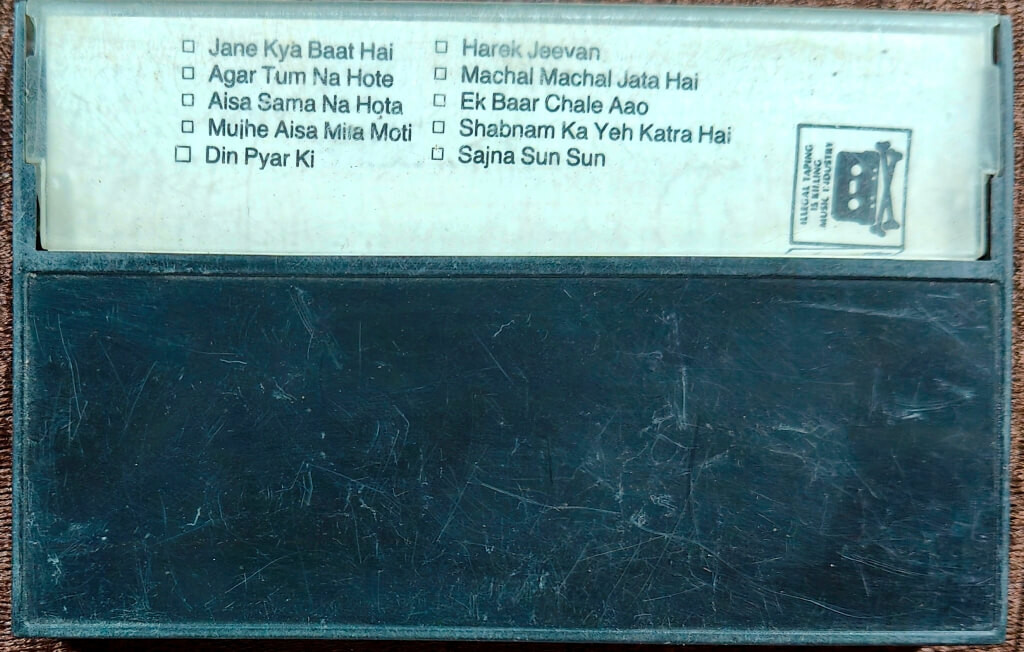 □ Jane Kya Baat Hai
□ Agar Tum Na Hote
□ Aisa Sama Na Hota
□ Mujhe Aisa Mila Moti
□ Din Pyar Ki
□ Harek Jeevan
□ Machal Machal Jata Hai
□ Ek Baar Chale Aao
□ Shabnam Ka Yeh Katra Hai
□ Sajna Sun Sun
ILLEGAL TAPING
IS KILLING
MUSIC INDUSTRY